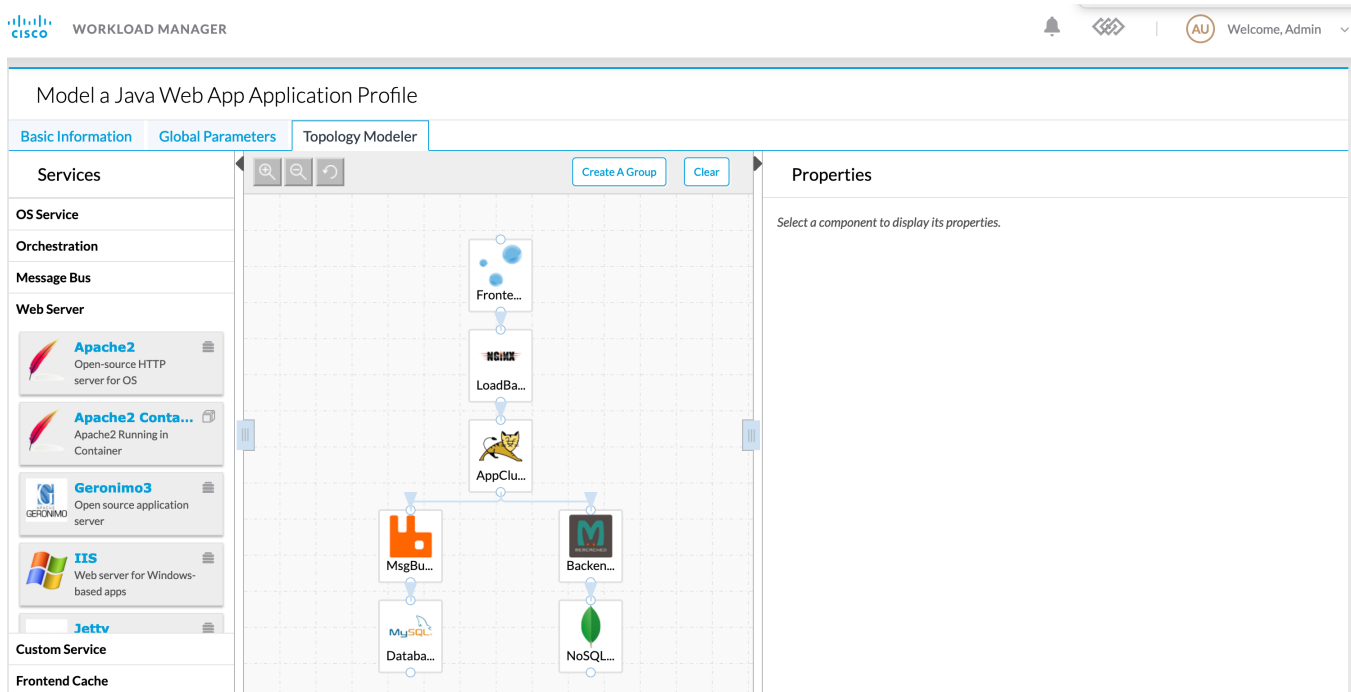 CISCO
WORKLOAD MANAGER
AU
Welcome, Admin
Model a Java Web App Application Profile
Basic Information
Global Parameters
Topology Modeler
Services
Create A Group
Clear
Properties
OS Service
Orchestration
Message Bus
Web Server
Apache2
Open-source HTTP
server for OS
Apache2 Conta...
Apache2 Running in
Container
GERONIMO
Geronimo3
Open source application
server
IIS
Web server for Windows-
based apps
Jetty
Custom Service
Frontend Cache
Fronte...
NGINX
LoadBa...
AppClu...
MsgBu...
MEMCACHED
Backen...
MySQL
Databa...
NoSQL...
Select a component to display its properties.